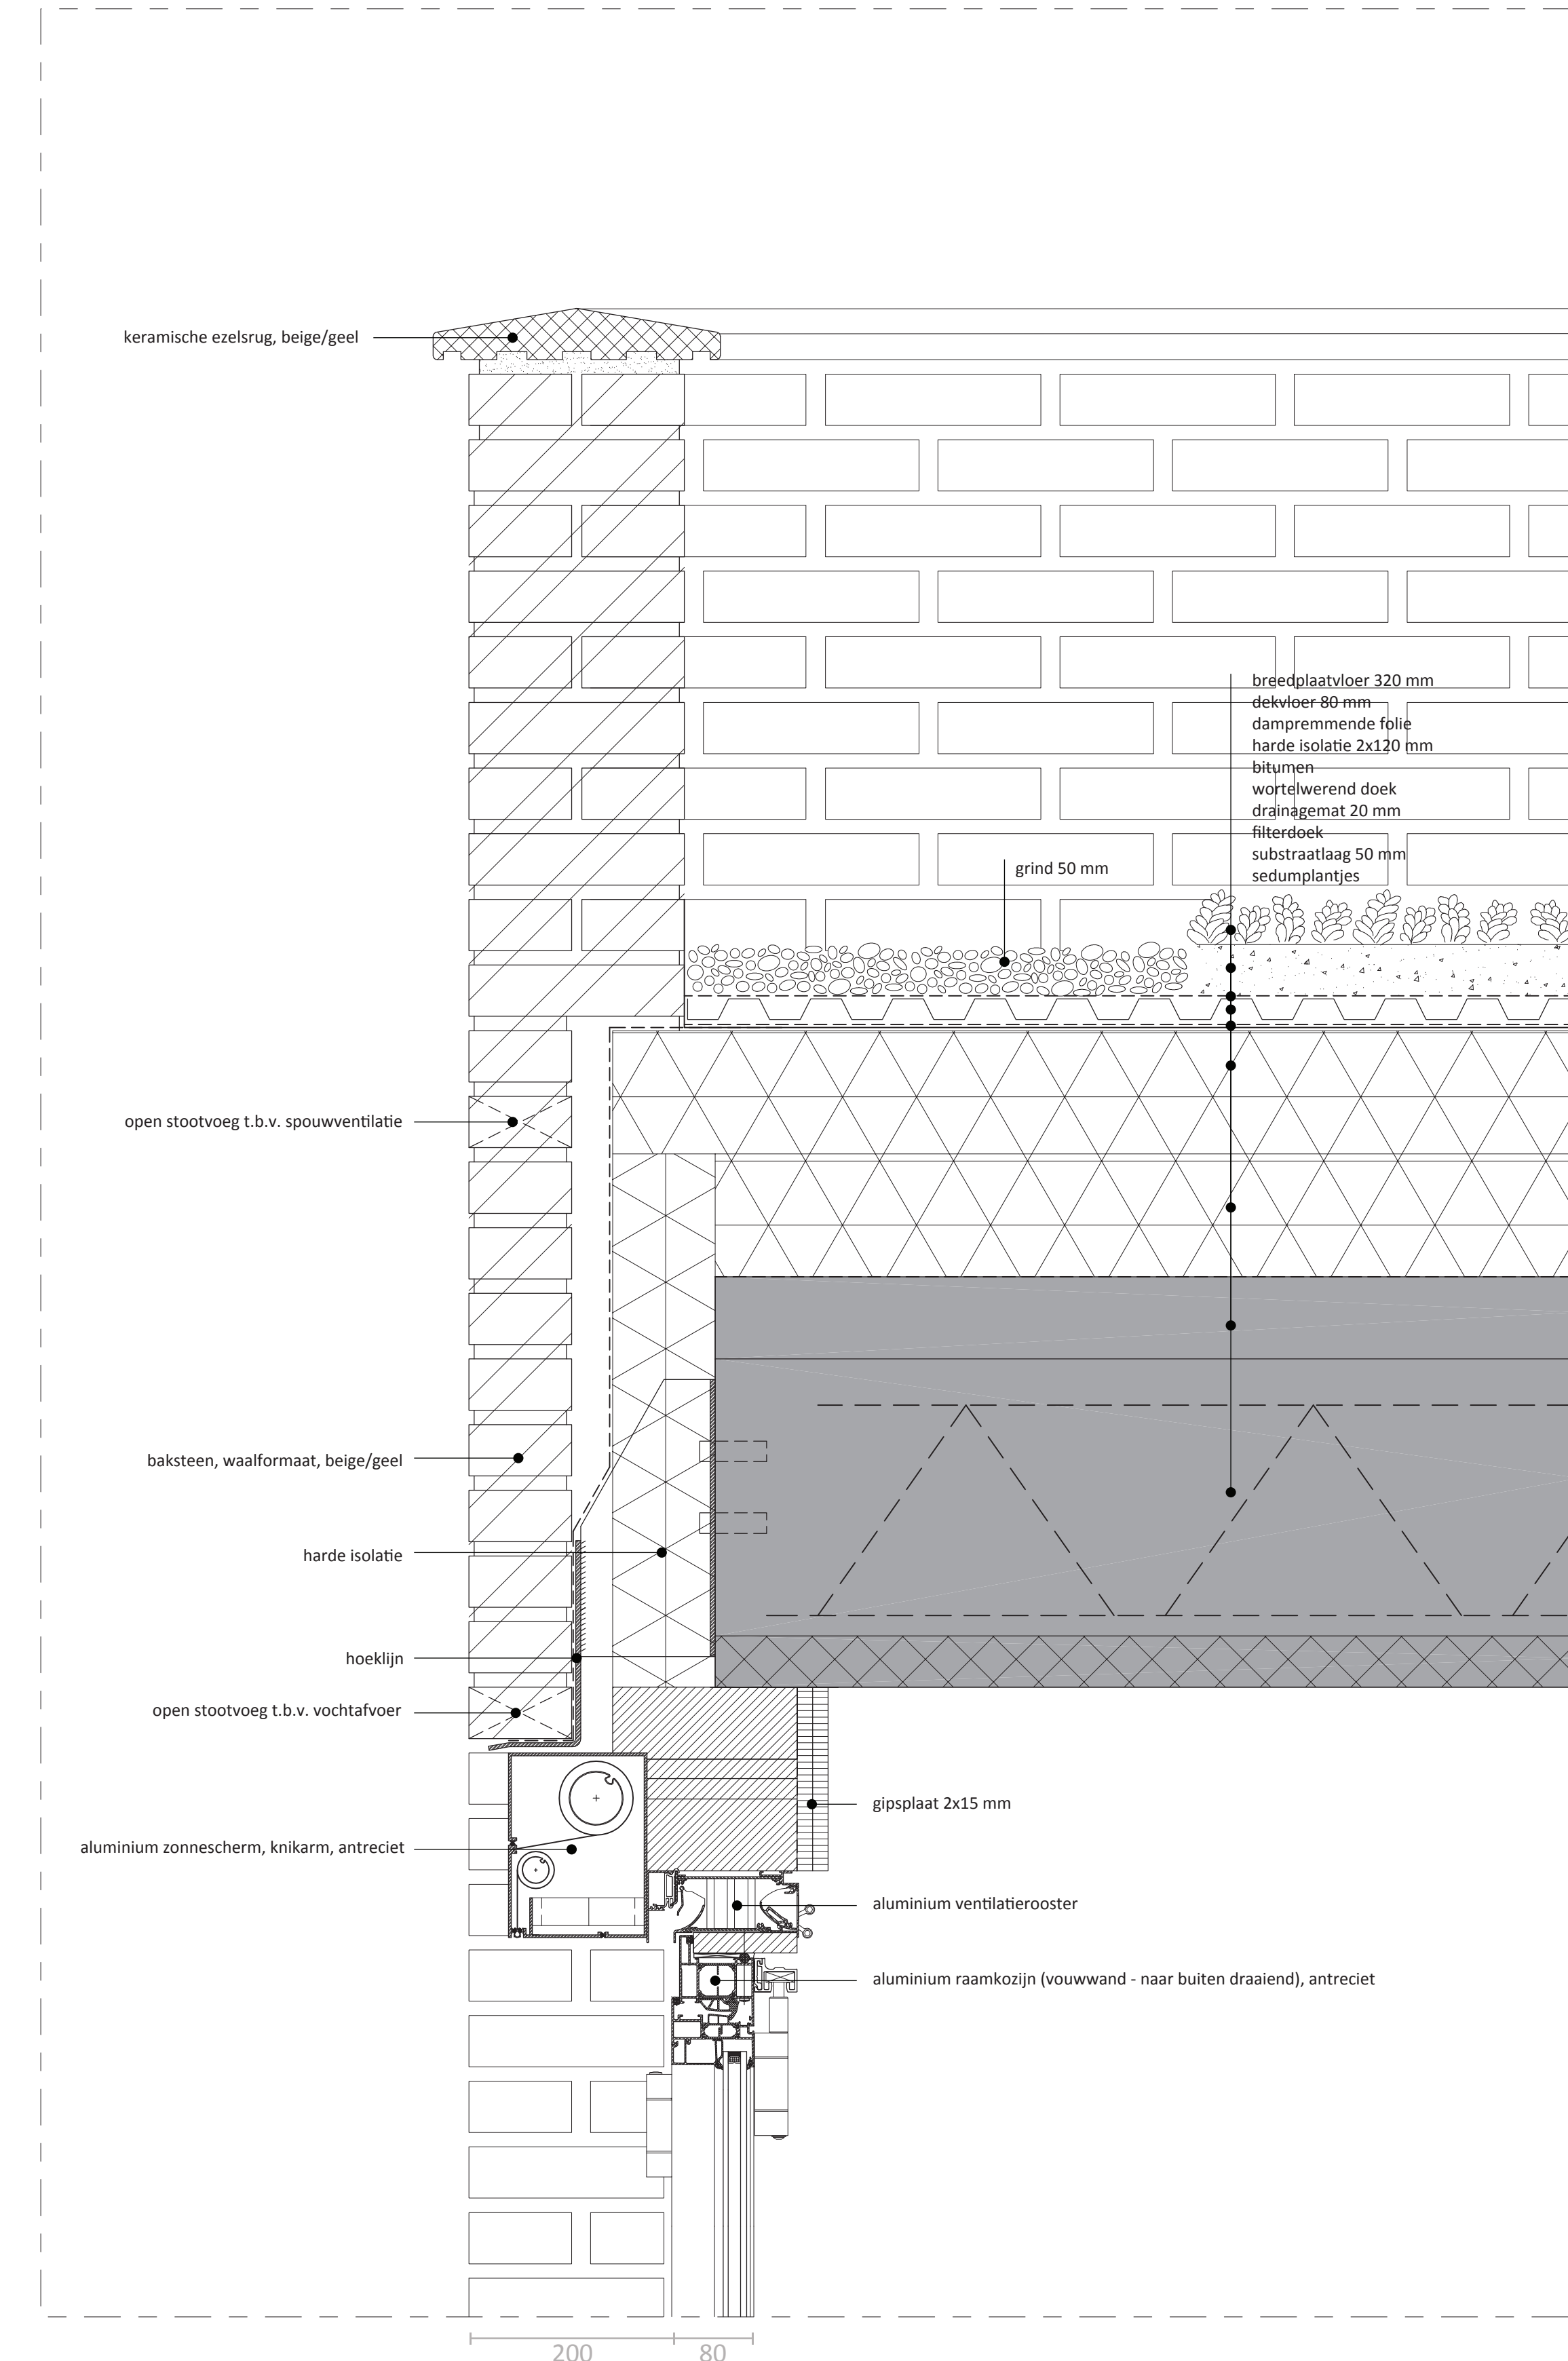 keramische ezelsrug, beige/geel
breedplaatvloer 320 mm
dekvloer 80 mm
dampremmende folie
harde isolatie 2x120 mm
bitumen
wortelwerend doek
drainagemat 20 mm
filterdoek
substraatlaag 50 mm
sedumplantjes
grind 50 mm
open stootvoeg t.b.v. spouwventilatie
baksteen, waalformaat, beige/geel
harde isolatie
hoeklijn
open stootvoeg t.b.v. vochtafvoer
gipsplaat 2x15 mm
aluminium zonnescherm, knikarm, antreciet
aluminium ventilatierooster
aluminium raamkozijn (vouwwand - naar buiten draaiend), antreciet
200 80